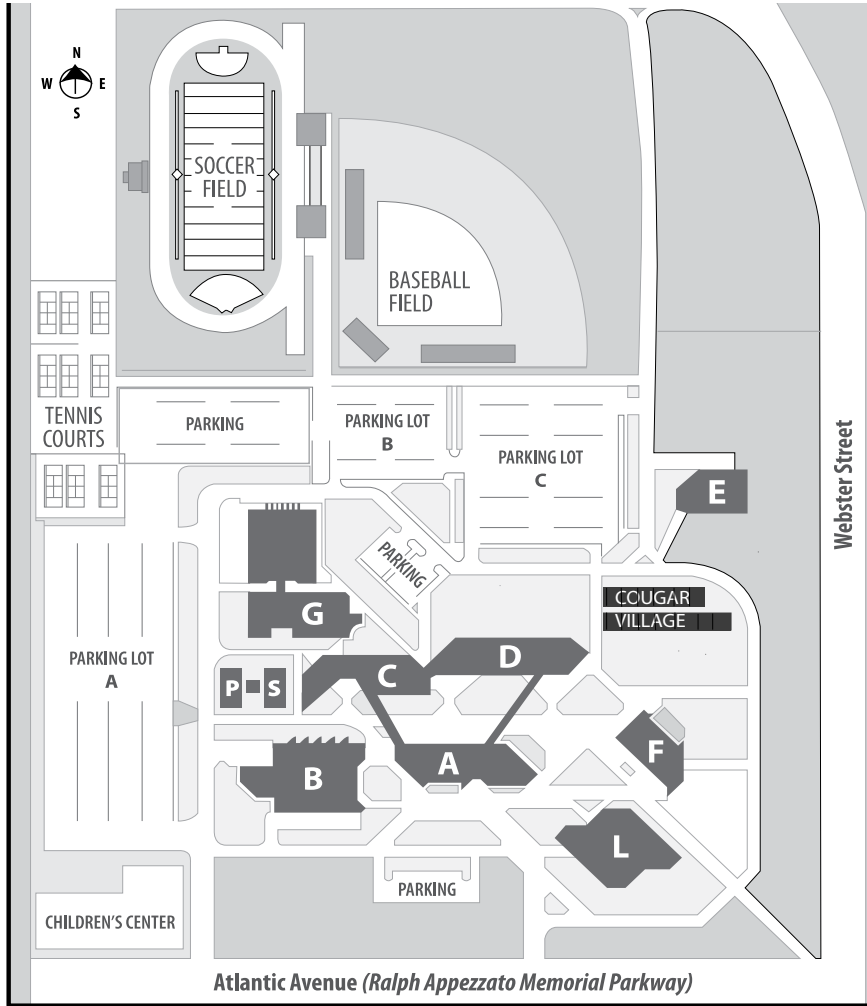 N
W E
S
SOCCER
FIELD
BASEBALL
FIELD
TENNIS
COURTS
PARKING
PARKING LOT
B
PARKING LOT
C
E
Webster Street
PARKING
G
COUGAR
VILLAGE
PARKING LOT
A
P
S
C
D
F
B
A
L
PARKING
CHILDREN'S CENTER
Atlantic Avenue (Ralph Appezzato Memorial Parkway)